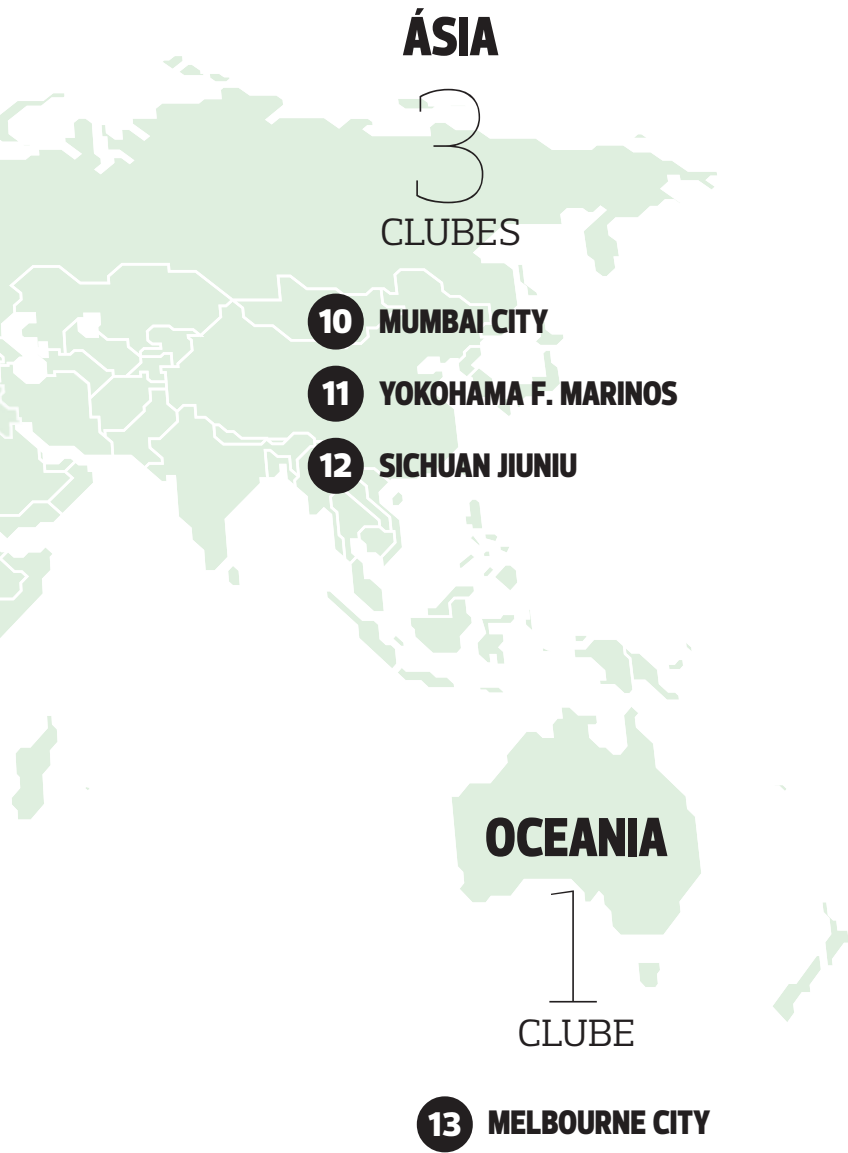 ÁSIA
3
CLUBES
10 MUMBAI CITY
11 YOKOHAMA F. MARINOS
12 SICHUAN JIUNIU
OCEANIA
1
CLUBE
13 MELBOURNE CITY